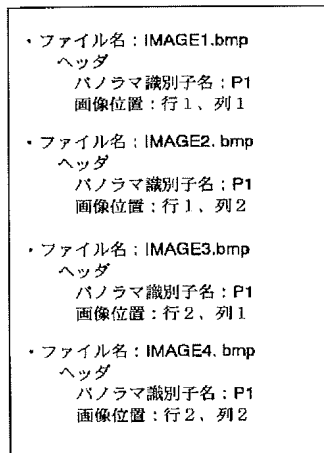 ・ファイル名：IMAGE1.bmp
ヘッダ
パノラマ識別子名：P1
画像位置：行1、列1
・ファイル名：IMAGE2. bmp
ヘッダ
パノラマ識別子名：P1
画像位置：行1、列2
・ファイル名：IMAGE3.bmp
ヘッダ
パノラマ識別子名：P1
画像位置：行2、列1
・ファイル名：IMAGE4. bmp
ヘッダ
パノラマ識別子名：P1
画像位置：行2、列2